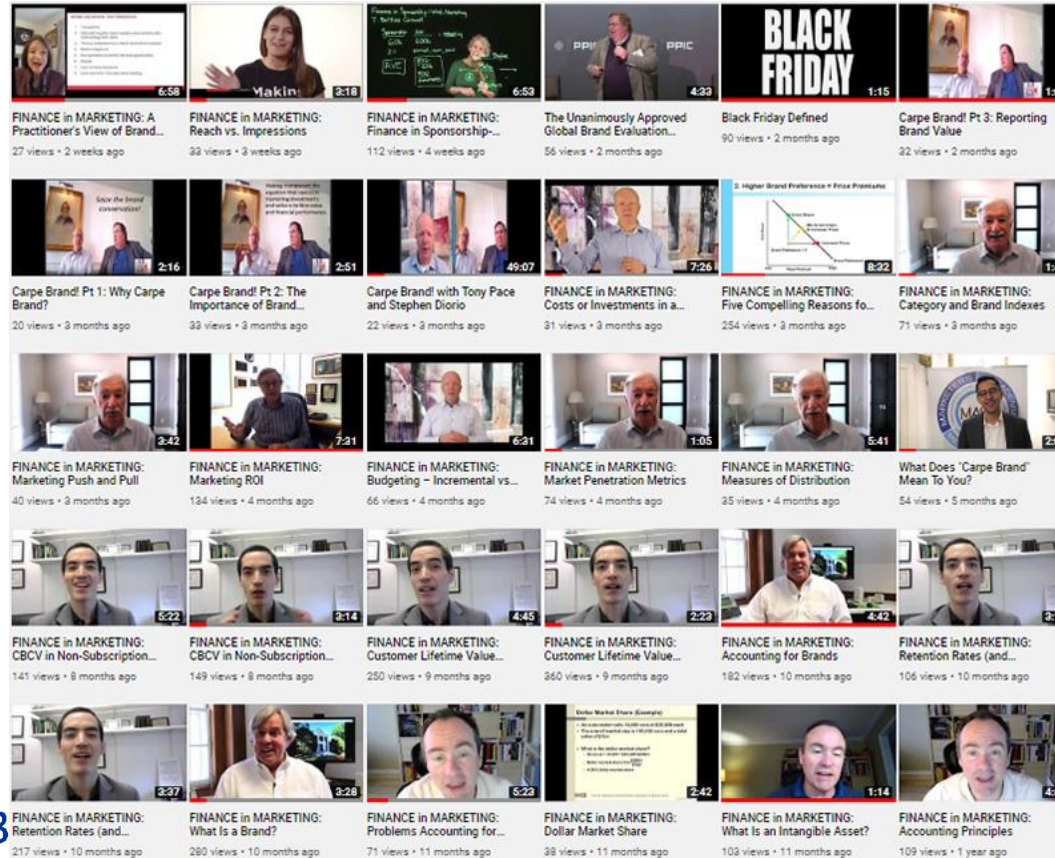 6:58
3:18
Making
6:53
PPIC
PPIC
4:33
BLACK
FRIDAY
1:15
FINANCE in MARKETING: A
Practitioner's View of Brand...
27 views • 2 weeks ago
FINANCE in MARKETING:
Reach vs. Impressions
33 views • 3 weeks ago
FINANCE in MARKETING:
Finance in Sponsorship-...
112 views • 4 weeks ago
The Unanimously Approved
Global Brand Evaluation...
56 views • 2 months ago
Black Friday Defined
90 views • 2 months ago
Carpe Brand! Pt 3: Reporting
Brand Value
32 views • 2 months ago
Seize the brand
conversation!
2:16
2:51
49:07
7:26
2. Higher Brand Preference + Price Premiums
8:32
Carpe Brand! Pt 1: Why Carpe
Brand?
20 views • 3 months ago
Carpe Brand! Pt 2: The
Importance of Brand...
33 views • 3 months ago
Carpe Brand! with Tony Pace
and Stephen Diorio
22 views • 3 months ago
FINANCE in MARKETING:
Costs or Investments in a...
31 views • 3 months ago
FINANCE in MARKETING:
Five Compelling Reasons fo...
254 views • 3 months ago
FINANCE in MARKETING:
Category and Brand Indexes
71 views • 3 months ago
3:42
7:31
6:31
1:05
5:41
FINANCE in MARKETING:
Marketing Push and Pull
40 views • 3 months ago
FINANCE in MARKETING:
Marketing ROI
134 views • 4 months ago
FINANCE in MARKETING:
Budgeting – Incremental vs...
66 views • 4 months ago
FINANCE in MARKETING:
Market Penetration Metrics
74 views • 4 months ago
FINANCE in MARKETING:
Measures of Distribution
35 views • 4 months ago
What Does "Carpe Brand"
Mean To You?
54 views • 5 months ago
5:22
3:14
4:45
2:23
4:42
FINANCE in MARKETING:
CBCV in Non-Subscription...
141 views • 8 months ago
FINANCE in MARKETING:
CBCV in Non-Subscription...
149 views • 8 months ago
FINANCE in MARKETING:
Customer Lifetime Value...
250 views • 9 months ago
FINANCE in MARKETING:
Customer Lifetime Value...
360 views • 9 months ago
FINANCE in MARKETING:
Accounting for Brands
182 views • 10 months ago
FINANCE in MARKETING:
Retention Rates (and...
106 views • 10 months ago
3:37
3:28
5:23
Dollar Market Share (Example)
2:42
1:14
FINANCE in MARKETING:
Retention Rates (and...
217 views • 10 months ago
FINANCE in MARKETING:
What Is a Brand?
280 views • 10 months ago
FINANCE in MARKETING:
Problems Accounting for...
71 views • 11 months ago
FINANCE in MARKETING:
Dollar Market Share
38 views • 11 months ago
FINANCE in MARKETING:
What Is an Intangible Asset?
103 views • 11 months ago
FINANCE in MARKETING:
Accounting Principles
109 views • 1 year ago